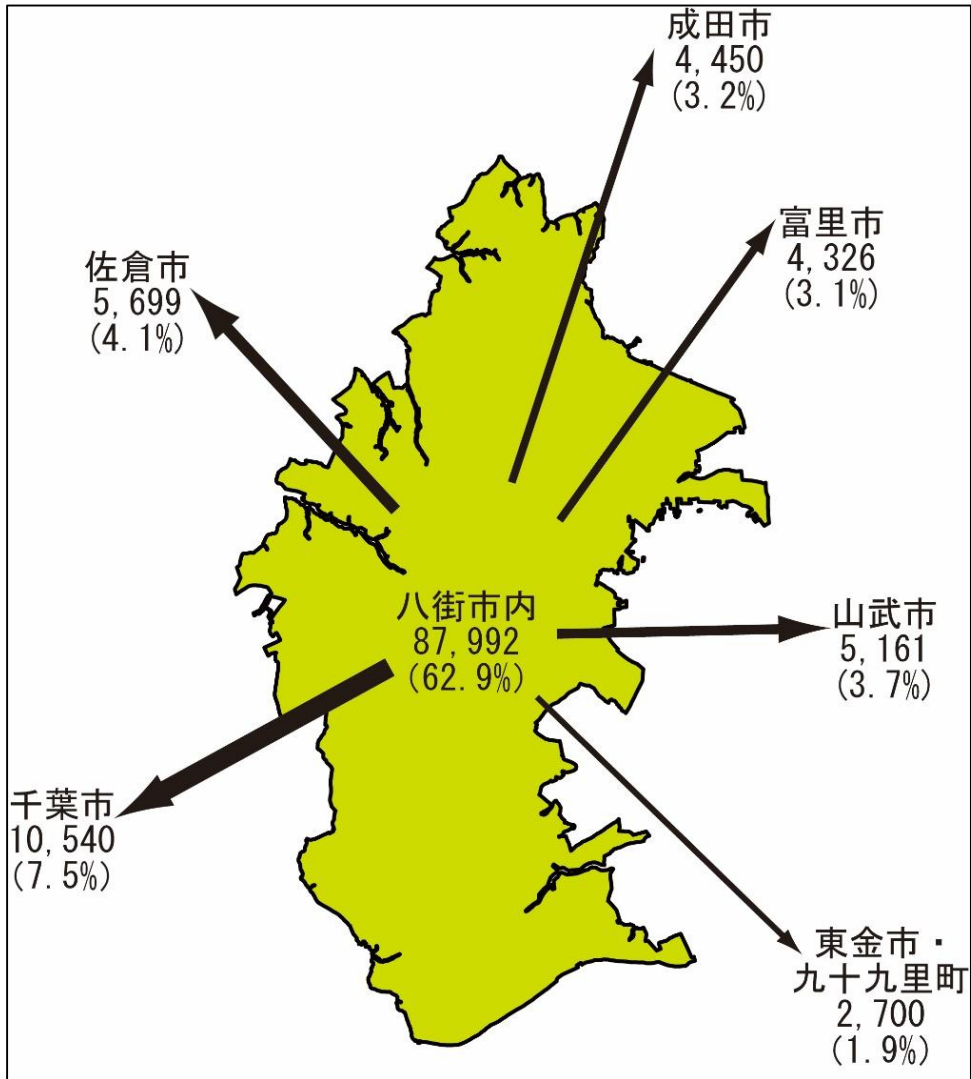 成田市
4,450
(3.2%)
富里市
4,326
(3.1%)
佐倉市
5,699
(4.1%)
八街市内
87,992
(62.9%)
山武市
5,161
(3.7%)
千葉市
10,540
(7.5%)
東金市・
九十九里町
2,700
(1.9%)